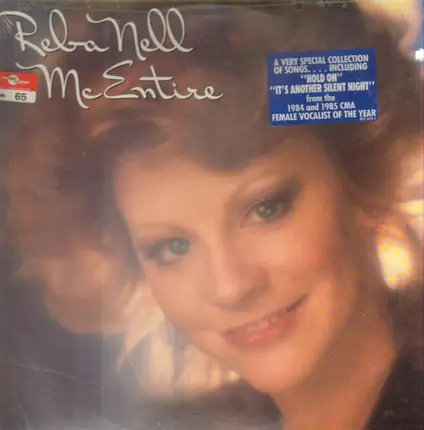 Reba Nell
McEntire
65
A VERY SPECIAL COLLECTION
OF SONGS. . . . INCLUDING
"HOLD ON"
"IT'S ANOTHER SILENT NIGHT"
from the
1984 and 1985 CMA
FEMALE VOCALIST OF THE YEAR